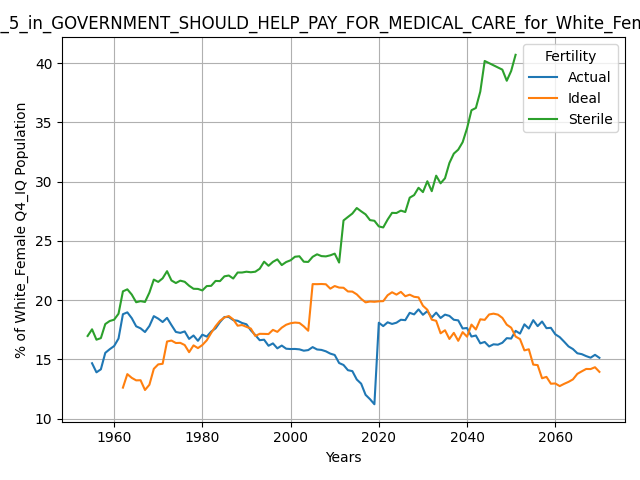 _5_in_GOVERNMENT_SHOULD_HELP_PAY_FOR_MEDICAL_CARE_for_White_Fem
Fertility
Actual
Ideal
Sterile
% of White_Female Q4_IQ Population
40
35
30
25
20
15
10
1960 1980 2000 2020 2040 2060
Years